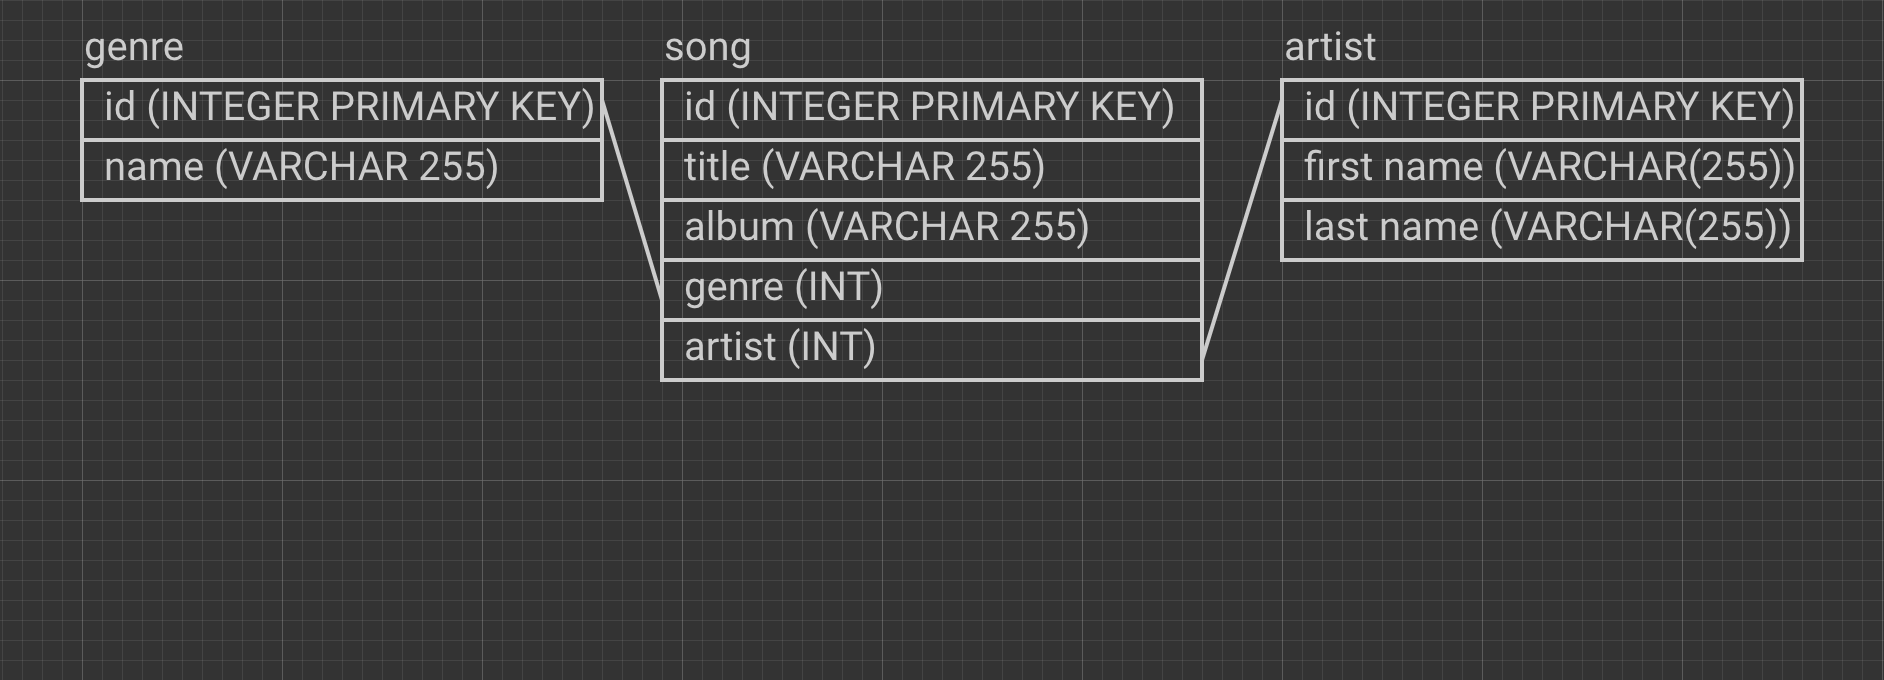 genre
id (INTEGER PRIMARY KEY)
name (VARCHAR 255)
song
id (INTEGER PRIMARY KEY)
title (VARCHAR 255)
album (VARCHAR 255)
genre (INT)
artist (INT)
artist
id (INTEGER PRIMARY KEY)
first name (VARCHAR(255))
last name (VARCHAR(255))